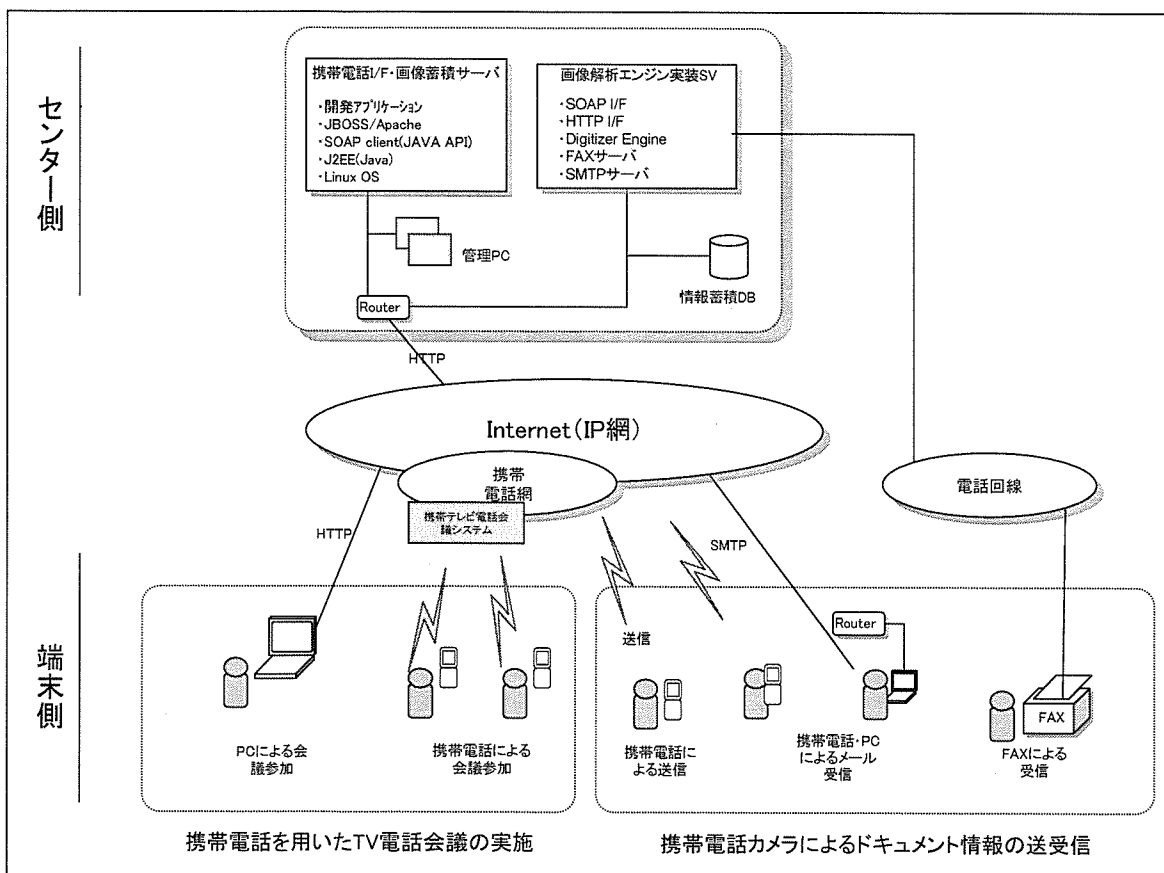 センター側
携帯電話I/F・画像蓄積サーバ
・開発アプリケーション
・JBOSS/Apache
・SOAP client(JAVA API)
・J2EE(Java)
・Linux OS
画像解析エンジン実装SV
・SOAP I/F
・HTTP I/F
・Digitizer Engine
・FAXサーバ
・SMTPサーバ
管理PC
情報蓄積DB
Router
HTTP
Internet(IP網)
携帯
電話網
携帯テレビ電話会
議システム
電話回線
HTTP
SMTP
端末側
送信
Router
FAX
PCによる会
議参加
携帯電話による
会議参加
携帯電話に
よる送信
携帯電話・PC
によるメール
受信
FAXによる
受信
携帯電話を用いたTV電話会議の実施
携帯電話カメラによるドキュメント情報の送受信